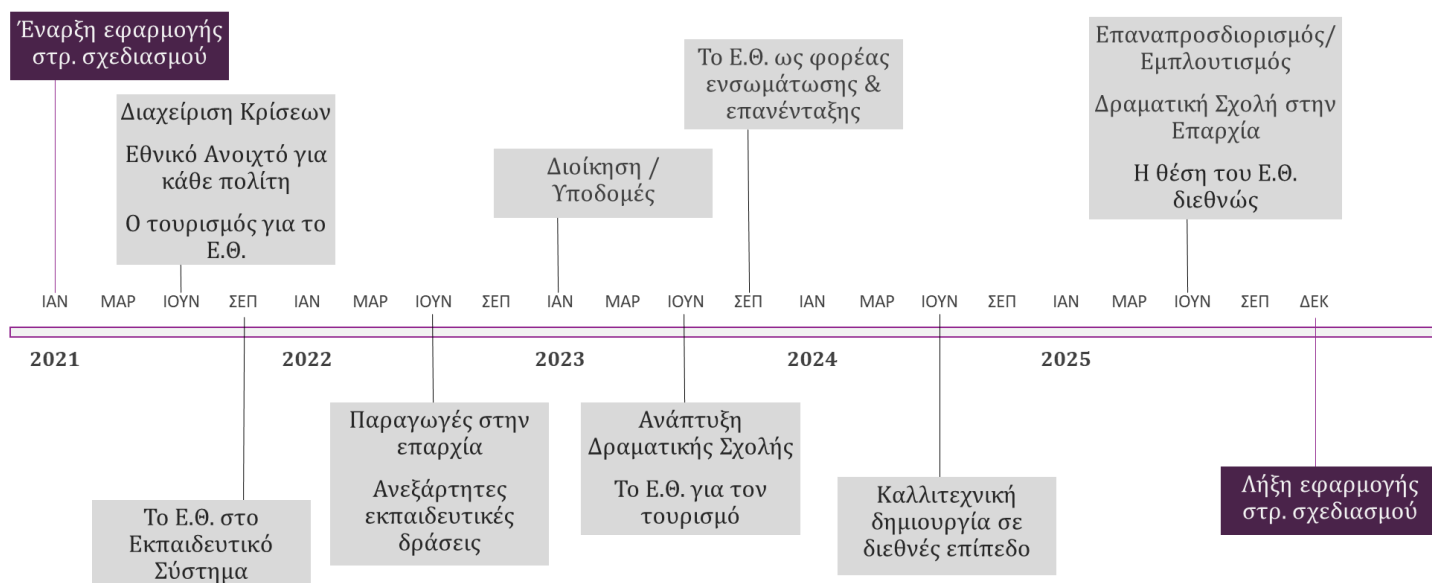 Έναρξη εφαρμογής
στρ. σχεδιασμού
Διαχείριση Κρίσεων
Εθνικό Ανοιχτό για
κάθε πολίτη
Ο τουρισμός για το
Ε.Θ.
Διοίκηση /
Υποδομές
Το Ε.Θ. ως φορέας
ενσωμάτωσης &
επανένταξης
Επαναπροσδιορισμός/
Εμπλουτισμός
Δραματική Σχολή στην
Επαρχία
Η θέση του Ε.Θ.
διεθνώς
ΙΑΝ ΜΑΡ ΙΟΥΝ ΣΕΠ ΙΑΝ ΜΑΡ ΙΟΥΝ ΣΕΠ ΙΑΝ ΜΑΡ ΙΟΥΝ ΣΕΠ ΙΑΝ ΜΑΡ ΙΟΥΝ ΣΕΠ ΙΑΝ ΜΑΡ ΙΟΥΝ ΣΕΠ ΔΕΚ
2021 2022 2023 2024 2025
Το Ε.Θ. στο
Εκπαιδευτικό
Σύστημα
Παραγωγές στην
επαρχία
Ανεξάρτητες
εκπαιδευτικές
δράσεις
Ανάπτυξη
Δραματικής Σχολής
Το Ε.Θ. για τον
τουρισμό
Καλλιτεχνική
δημιουργία σε
διεθνές επίπεδο
Λήξη εφαρμογής
στρ. σχεδιασμού